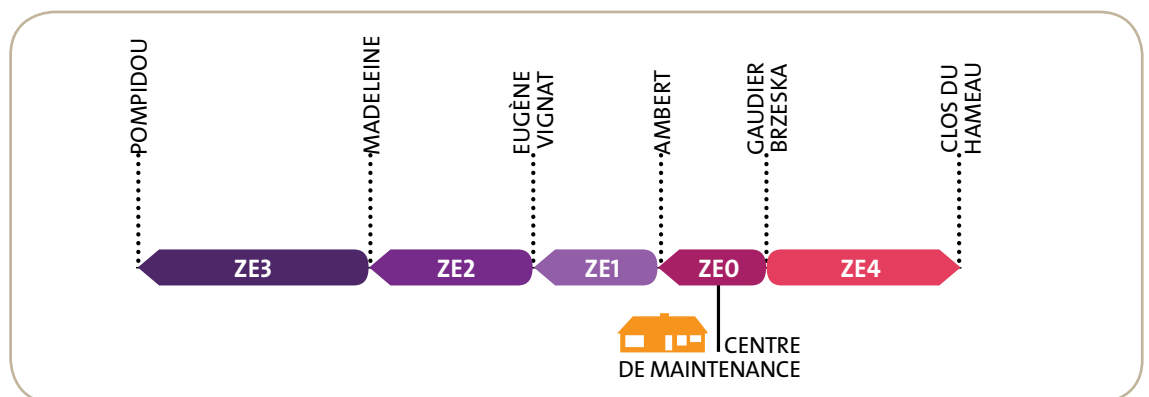 POMPIDOU
MADELEINE
EUGÈNE
VIGNAT
AMBERT
GAUDIER
BRZESKA
CLOS DU
HAMEAU
ZE3
ZE2
ZE1
ZE0
ZE4
CENTRE
DE MAINTENANCE